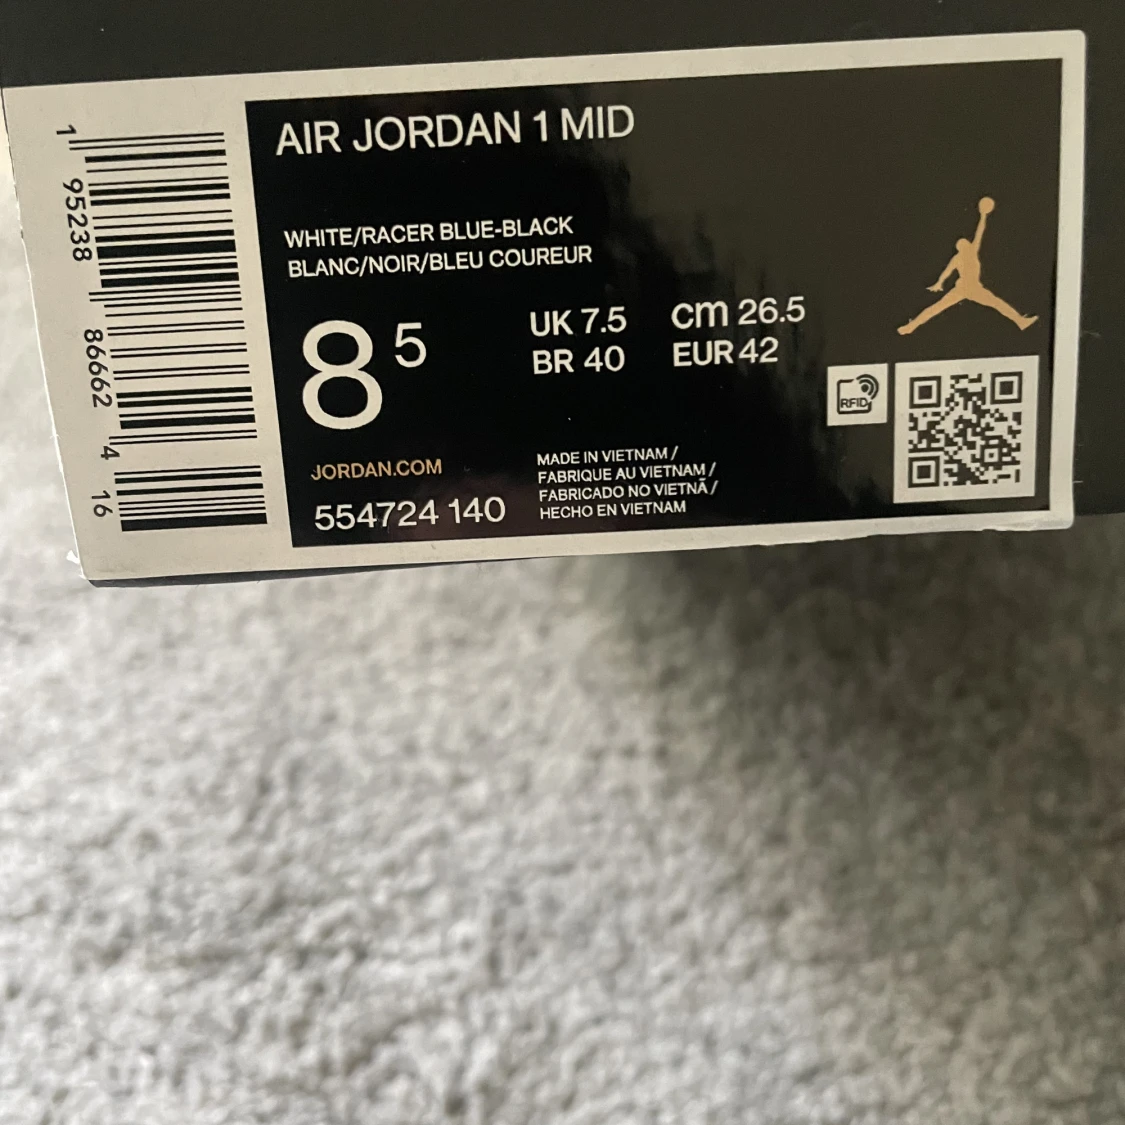 AIR JORDAN 1 MID
WHITE/RACER BLUE-BLACK
BLANC/NOIR/BLEU COUREUR
8 5
UK 7.5 cm 26.5
BR 40 EUR 42
RFID
JORDAN.COM
554724 140
MADE IN VIETNAM /
FABRIQUE AU VIETNAM /
FABRICADO NO VIETNÃ /
HECHO EN VIETNAM
1 95238 86662 4 16